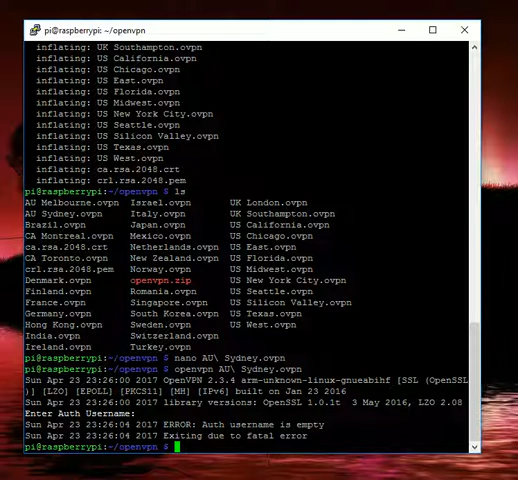 pi@raspberrypi: ~/openvpn
inflating: UK Southampton.ovpn
inflating: US California.ovpn
inflating: US Chicago.ovpn
inflating: US East.ovpn
inflating: US Florida.ovpn
inflating: US Midwest.ovpn
inflating: US New York City.ovpn
inflating: US Seattle.ovpn
inflating: US Silicon Valley.ovpn
inflating: US Texas.ovpn
inflating: US West.ovpn
inflating: ca.rsa.2048.crt
inflating: crl.rsa.2048.pem
pi@raspberrypi:~/openvpn $ ls
AU Melbourne.ovpn Israel.ovpn UK London.ovpn
AU Sydney.ovpn Italy.ovpn UK Southampton.ovpn
Brazil.ovpn Japan.ovpn US California.ovpn
CA Montreal.ovpn Mexico.ovpn US Chicago.ovpn
ca.rsa.2048.crt Netherlands.ovpn US East.ovpn
CA Toronto.ovpn New Zealand.ovpn US Florida.ovpn
crl.rsa.2048.pem Norway.ovpn US Midwest.ovpn
Denmark.ovpn openvpn.zip US New York City.ovpn
Finland.ovpn Romania.ovpn US Seattle.ovpn
France.ovpn Singapore.ovpn US Silicon Valley.ovpn
Germany.ovpn South Korea.ovpn US Texas.ovpn
Hong Kong.ovpn Sweden.ovpn US West.ovpn
India.ovpn Switzerland.ovpn
Ireland.ovpn Turkey.ovpn
pi@raspberrypi:~/openvpn $ nano AU\ Sydney.ovpn
pi@raspberrypi:~/openvpn $ openvpn AU\ Sydney.ovpn
Sun Apr 23 23:26:00 2017 OpenVPN 2.3.4 arm-unknown-linux-gnueabihf [SSL (OpenSSL
)] [LZO] [EPOLL] [PKCS11] [MH] [IPv6] built on Jan 23 2016
Sun Apr 23 23:26:00 2017 library versions: OpenSSL 1.0.1t  3 May 2016, LZO 2.08
Enter Auth Username:
Sun Apr 23 23:26:04 2017 ERROR: Auth username is empty
Sun Apr 23 23:26:04 2017 Exiting due to fatal error
pi@raspberrypi:~/openvpn $